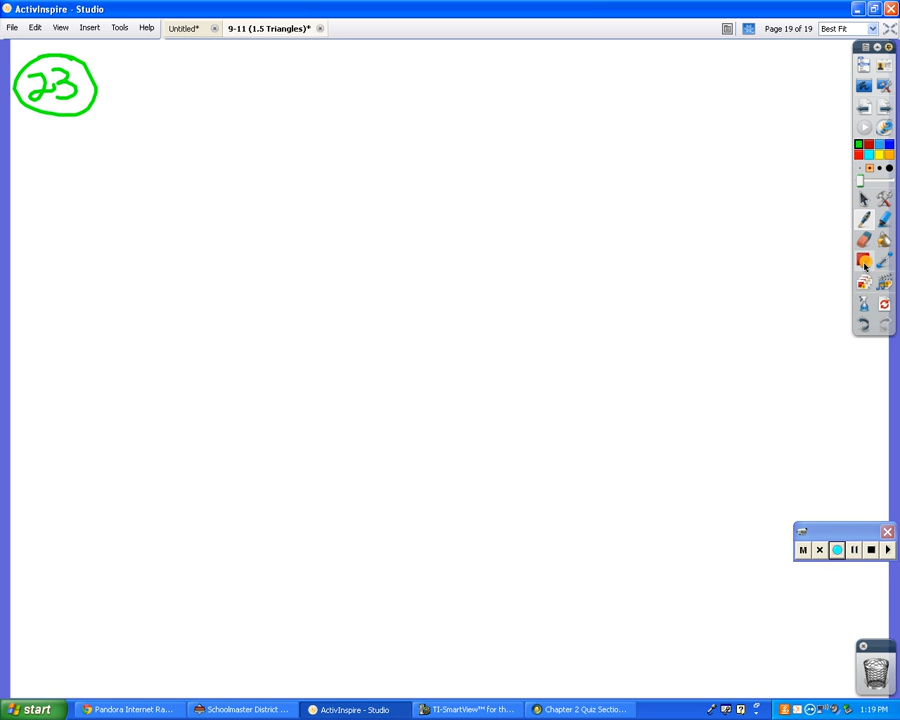 ActivInspire - Studio
File Edit View Insert Tools Help Untitled* 9-11 (1.5 Triangles)* Page 19 of 19 Best Fit
23
M
start Pandora Internet Ra... Schoolmaster District ... ActivInspire - Studio TI-SmartView™ for th... Chapter 2 Quiz Sectio... 1:19 PM